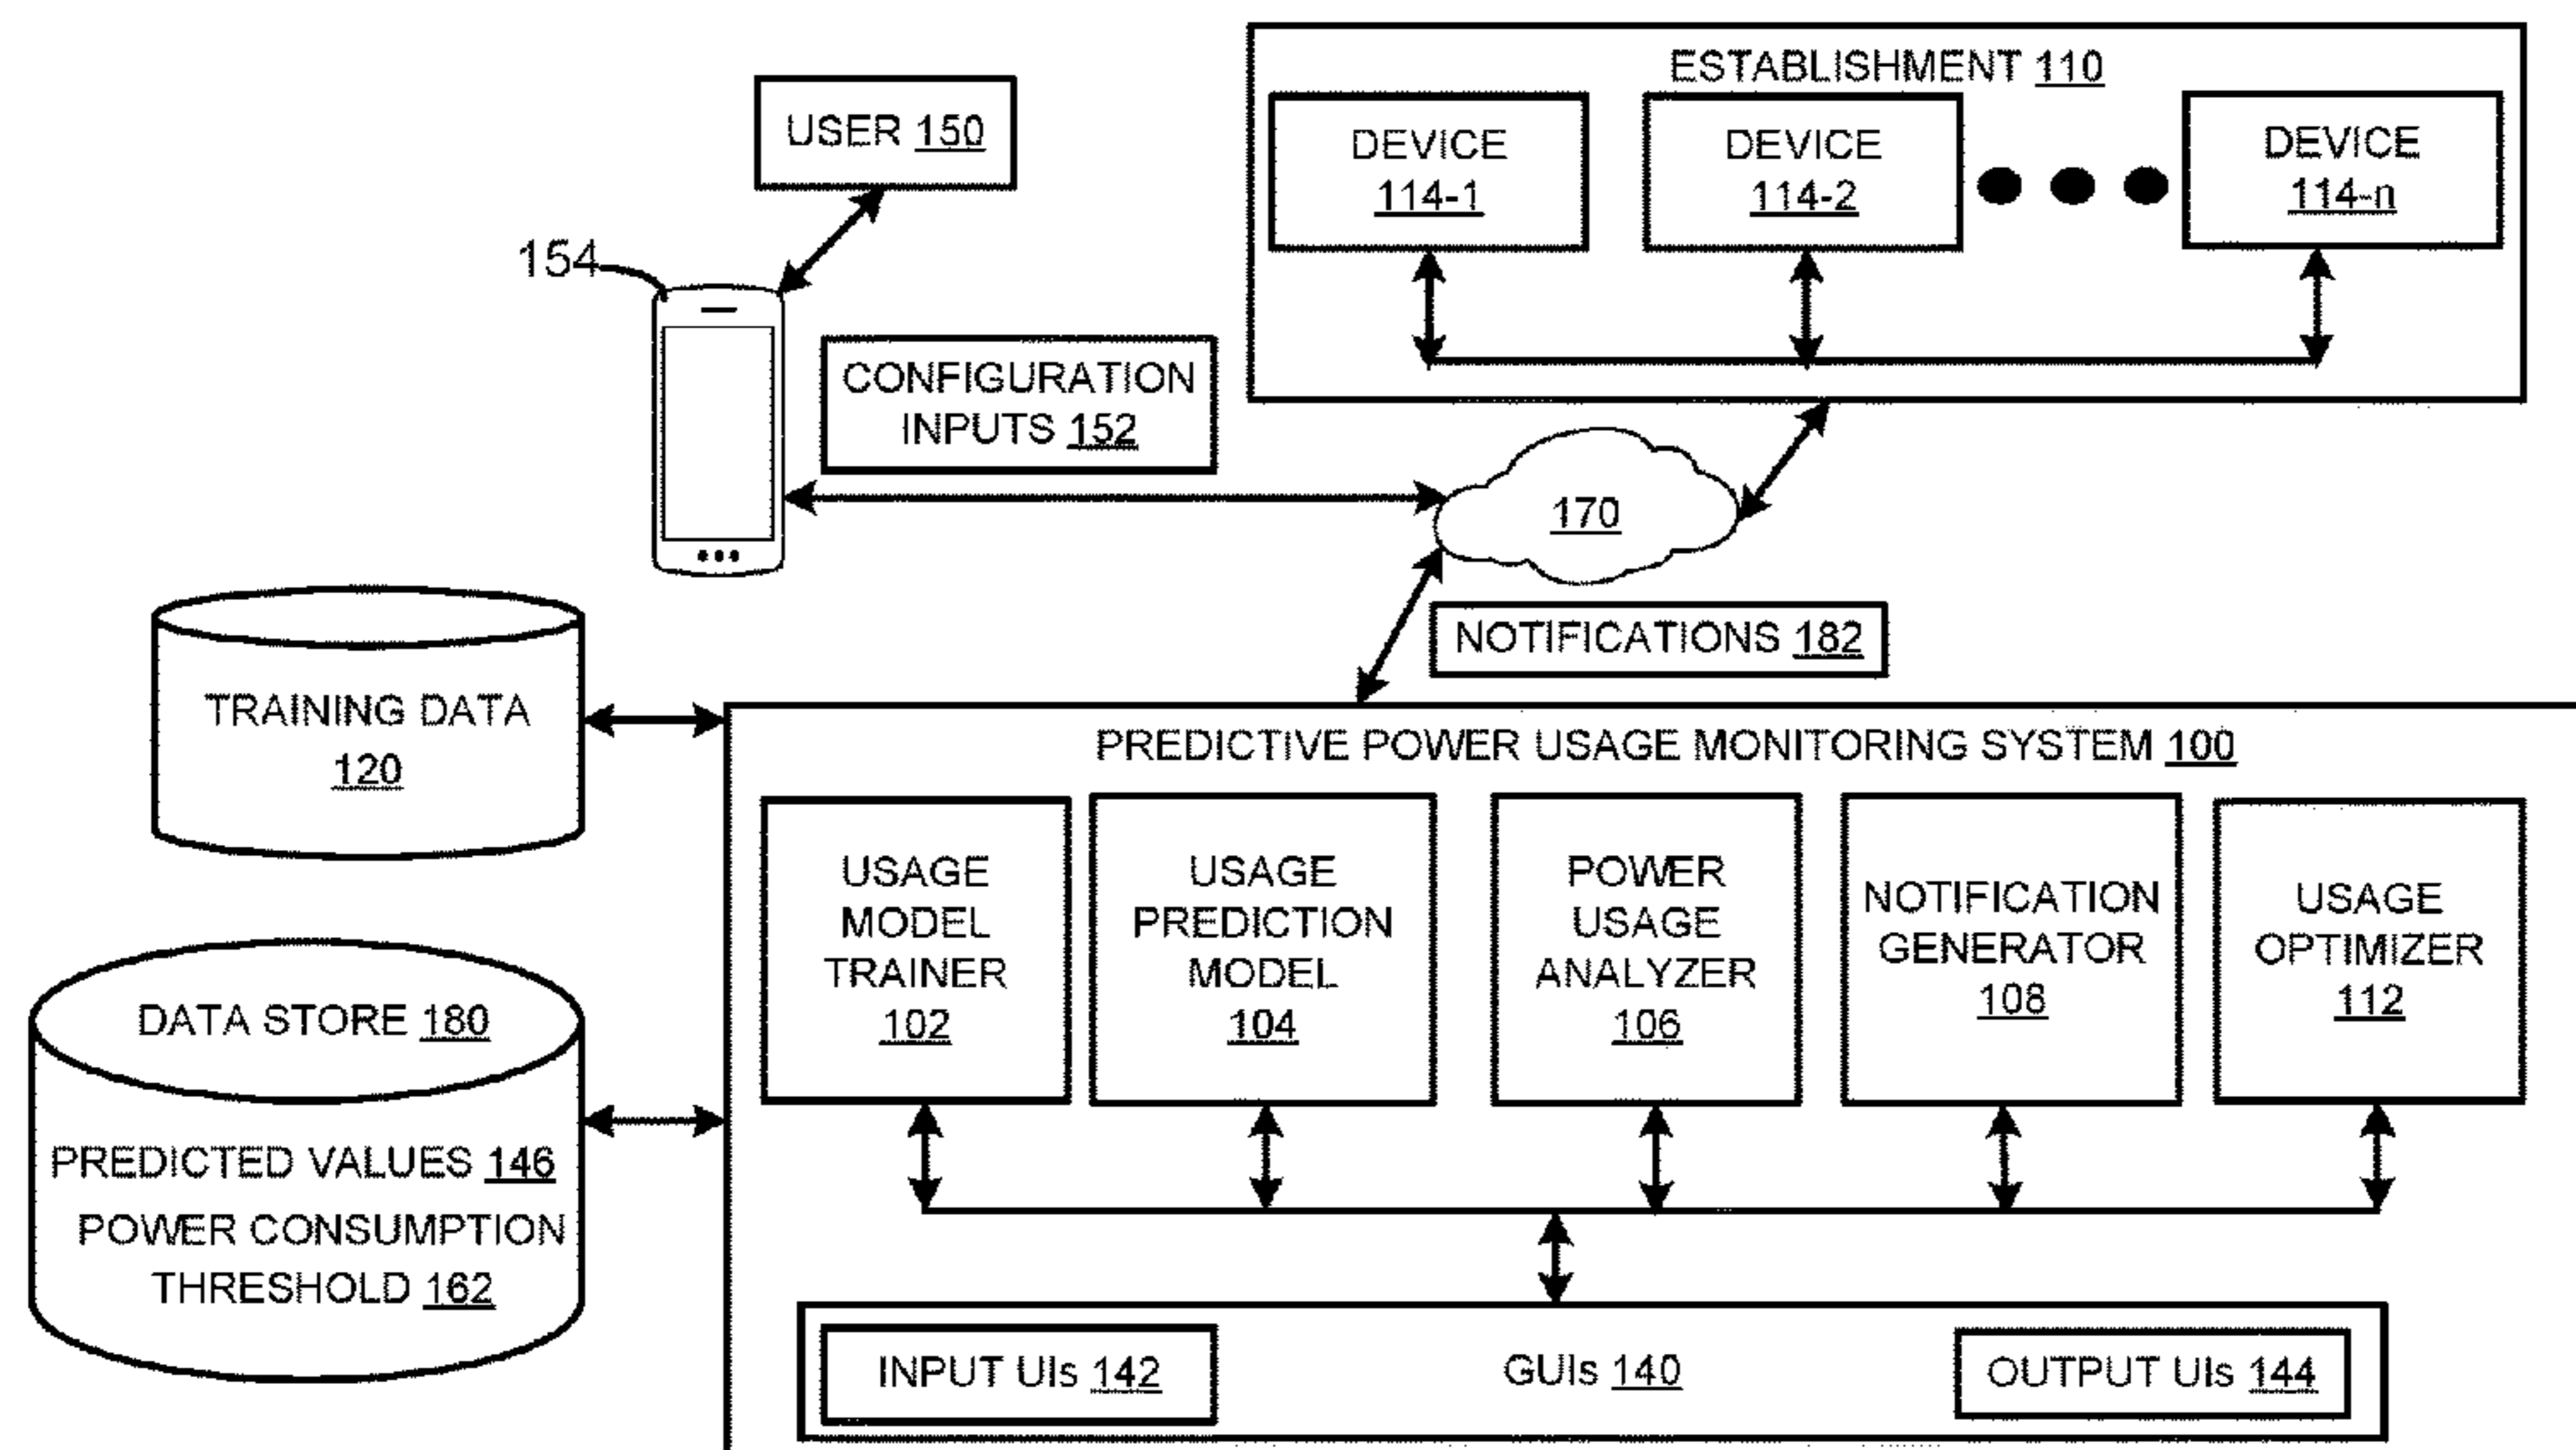 ESTABLISHMENT 110
USER 150
DEVICE
114-1
DEVICE
114-2
DEVICE
114-n
154
CONFIGURATION
INPUTS 152
170
NOTIFICATIONS 182
TRAINING DATA
120
PREDICTIVE POWER USAGE MONITORING SYSTEM 100
USAGE
MODEL
TRAINER
102
USAGE
PREDICTION
MODEL
104
POWER
USAGE
ANALYZER
106
NOTIFICATION
GENERATOR
108
USAGE
OPTIMIZER
112
DATA STORE 180
PREDICTED VALUES 146
POWER CONSUMPTION
THRESHOLD 162
INPUT UIs 142
GUIs 140
OUTPUT UIs 144